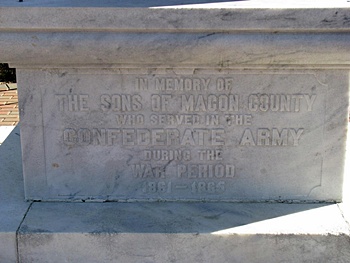 IN MEMORY OF
THE SONS OF MACON COUNTY
WHO SERVED IN THE
CONFEDERATE ARMY
DURING THE
WAR PERIOD
1861-1865